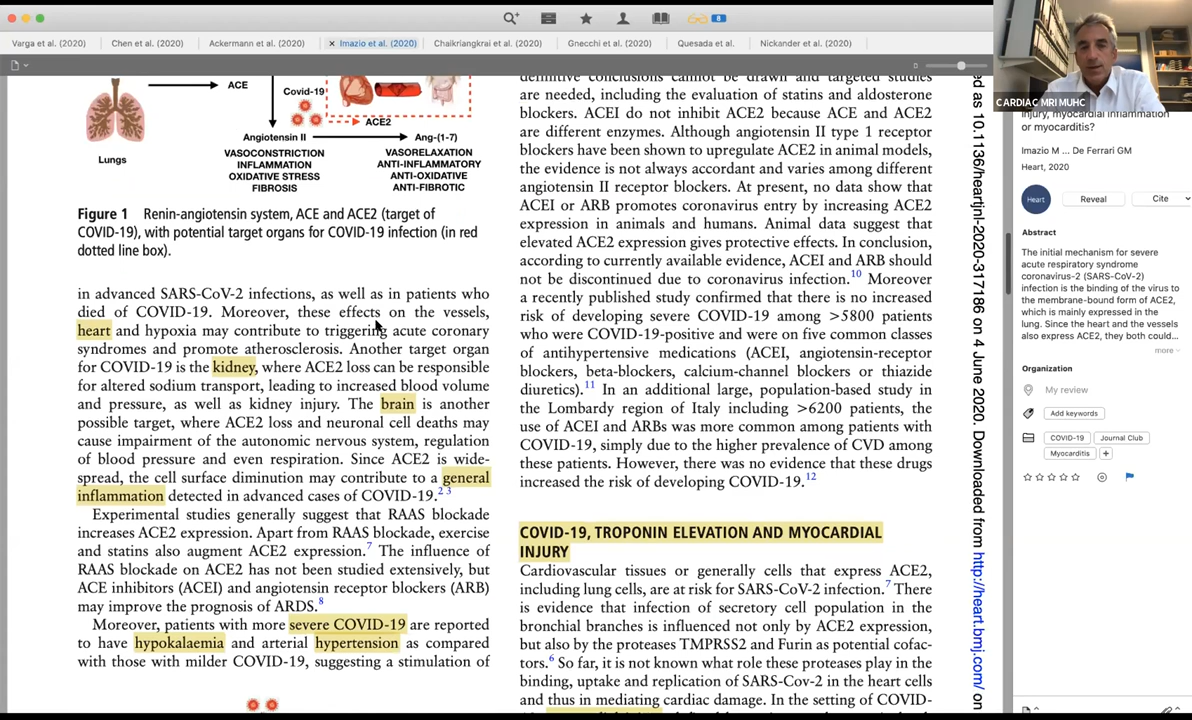 8
Varga et al. (2020)
Chen et al. (2020)
Ackermann et al. (2020)
× Imazio et al. (2020)
Chaikriangkrai et al. (2020)
Gnecchi et al. (2020)
Quesada et al.
Nickander et al. (2020)
CARDIAC MRI MUHC
ACE
Covid-19
ACE2
Lungs
Angiotensin II
Ang-(1-7)
VASOCONSTRICTION
INFLAMMATION
OXIDATIVE STRESS
FIBROSIS
VASORELAXATION
ANTI-INFLAMMATORY
ANTI-OXIDATIVE
ANTI-FIBROTIC
Figure 1 Renin-angiotensin system, ACE and ACE2 (target of
COVID-19), with potential target organs for COVID-19 infection (in red
dotted line box).
in advanced SARS-CoV-2 infections, as well as in patients who
died of COVID-19. Moreover, these effects on the vessels,
heart and hypoxia may contribute to triggering acute coronary
syndromes and promote atherosclerosis. Another target organ
for COVID-19 is the kidney, where ACE2 loss can be responsible
for altered sodium transport, leading to increased blood volume
and pressure, as well as kidney injury. The brain is another
possible target, where ACE2 loss and neuronal cell deaths may
cause impairment of the autonomic nervous system, regulation
of blood pressure and even respiration. Since ACE2 is wide-
spread, the cell surface diminution may contribute to a general
inflammation detected in advanced cases of COVID-19.2 3
Experimental studies generally suggest that RAAS blockade
increases ACE2 expression. Apart from RAAS blockade, exercise
and statins also augment ACE2 expression.7 The influence of
RAAS blockade on ACE2 has not been studied extensively, but
ACE inhibitors (ACEI) and angiotensin receptor blockers (ARB)
may improve the prognosis of ARDS.8
Moreover, patients with more severe COVID-19 are reported
to have hypokalaemia and arterial hypertension as compared
with those with milder COVID-19, suggesting a stimulation of
definitive conclusions cannot be drawn and targeted studies
are needed, including the evaluation of statins and aldosterone
blockers. ACEI do not inhibit ACE2 because ACE and ACE2
are different enzymes. Although angiotensin II type 1 receptor
blockers have been shown to upregulate ACE2 in animal models,
the evidence is not always accordant and varies among different
angiotensin II receptor blockers. At present, no data show that
ACEI or ARB promotes coronavirus entry by increasing ACE2
expression in animals and humans. Animal data suggest that
elevated ACE2 expression gives protective effects. In conclusion,
according to currently available evidence, ACEI and ARB should
not be discontinued due to coronavirus infection.10 Moreover
a recently published study confirmed that there is no increased
risk of developing severe COVID-19 among >5800 patients
who were COVID-19-positive and were on five common classes
of antihypertensive medications (ACEI, angiotensin-receptor
blockers, beta-blockers, calcium-channel blockers or thiazide
diuretics).11 In an additional large, population-based study in
the Lombardy region of Italy including >6200 patients, the
use of ACEI and ARBs was more common among patients with
COVID-19, simply due to the higher prevalence of CVD among
these patients. However, there was no evidence that these drugs
increased the risk of developing COVID-19.12
COVID-19, TROPONIN ELEVATION AND MYOCARDIAL
INJURY
Cardiovascular tissues or generally cells that express ACE2,
including lung cells, are at risk for SARS-CoV-2 infection.7 There
is evidence that infection of secretory cell population in the
bronchial branches is influenced not only by ACE2 expression,
but also by the proteases TMPRSS2 and Furin as potential cofac-
tors.6 So far, it is not known what role these proteases play in the
binding, uptake and replication of SARS-Cov-2 in the heart cells
and thus in mediating cardiac damage. In the setting of COVID-
ed as 10.1136/heartjnl-2020-317186 on 4 June 2020. Downloaded from http://heart.bmj.com/ on
injury, myocardial inflammation
or myocarditis?
Imazio M ... De Ferrari GM
Heart, 2020
Heart
Reveal
Cite
Abstract
The initial mechanism for severe
acute respiratory syndrome
coronavirus-2 (SARS-CoV-2)
infection is the binding of the virus to
the membrane-bound form of ACE2,
which is mainly expressed in the
lung. Since the heart and the vessels
also express ACE2, they both could...
more
Organization
My review
Add keywords
COVID-19
Journal Club
Myocarditis
+